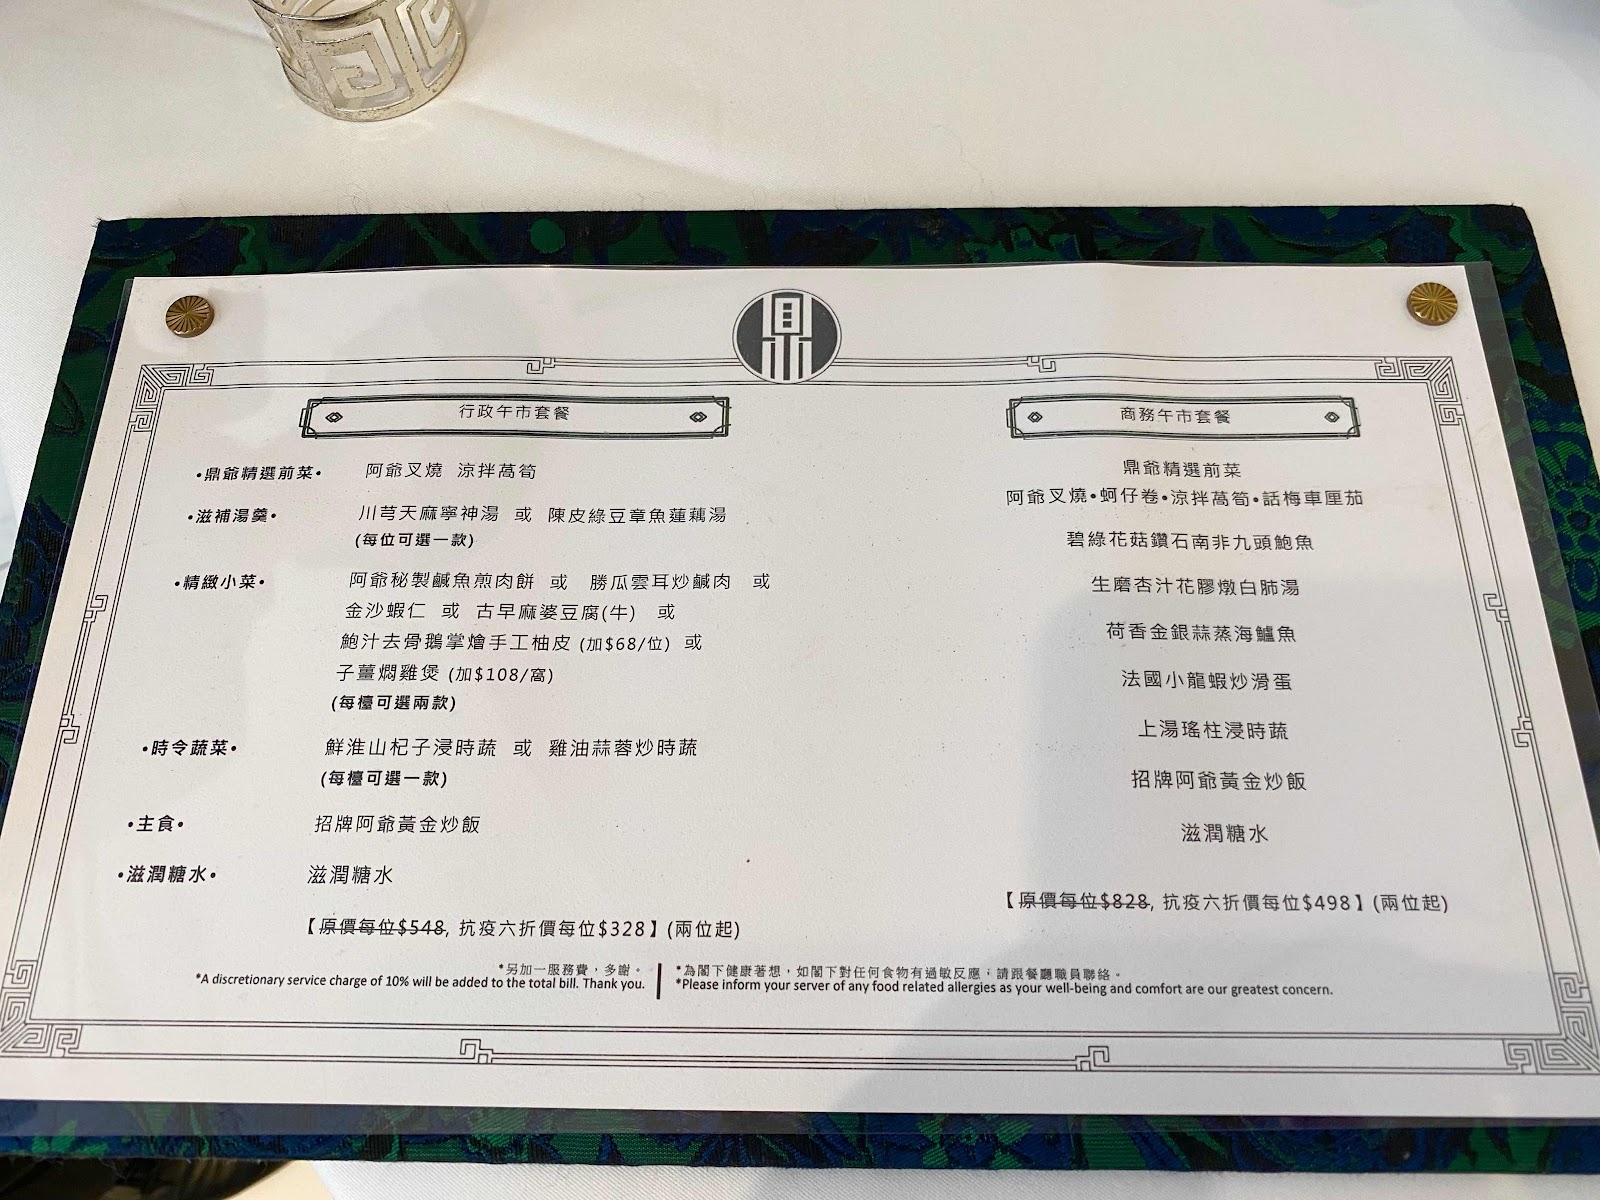 行政午市套餐
•鼎爺精選前菜• 阿爺叉燒 涼拌萵筍
•滋補湯羹• 川芎天麻寧神湯 或 陳皮綠豆章魚蓮藕湯
(每位可選一款)
•精緻小菜• 阿爺秘製鹹魚煎肉餅 或 勝瓜雲耳炒鹹肉 或
金沙蝦仁 或 古早麻婆豆腐(牛) 或
鮑汁去骨鵝掌燴手工柚皮 (加$68/位) 或
子薑燜雞煲 (加$108/窩)
(每檯可選兩款)
•時令蔬菜• 鮮淮山杞子浸時蔬 或 雞油蒜蓉炒時蔬
(每檯可選一款)
•主食• 招牌阿爺黃金炒飯
•滋潤糖水• 滋潤糖水
【原價每位$548, 抗疫六折價每位$328】(兩位起)
商務午市套餐
鼎爺精選前菜
阿爺叉燒•蚵仔卷•涼拌萵筍•話梅車厘茄
碧綠花菇鑽石南非九頭鮑魚
生磨杏汁花膠燉白肺湯
荷香金銀蒜蒸海鱸魚
法國小龍蝦炒滑蛋
上湯瑤柱浸時蔬
招牌阿爺黃金炒飯
滋潤糖水
【原價每位$828, 抗疫六折價每位$498】(兩位起)
*另加一服務費，多謝。
*A discretionary service charge of 10% will be added to the total bill. Thank you.
*為閣下健康著想，如閣下對任何食物有過敏反應，請跟餐廳職員聯絡。
*Please inform your server of any food related allergies as your well-being and comfort are our greatest concern.